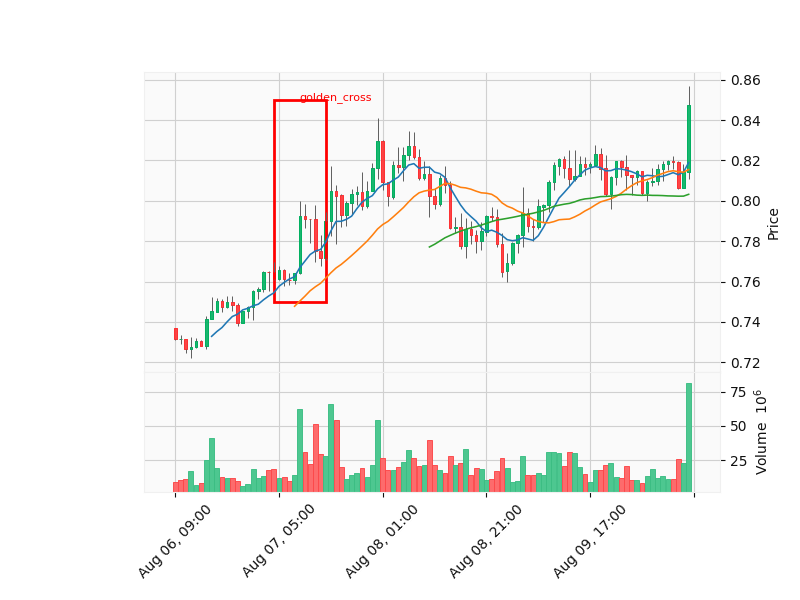 golden_cross
0.86
0.84
0.82
0.80
0.78
0.76
0.74
0.72
Price
75
50
25
Volume 10^6
Aug 06, 09:00
Aug 07, 05:00
Aug 08, 01:00
Aug 08, 21:00
Aug 09, 17:00